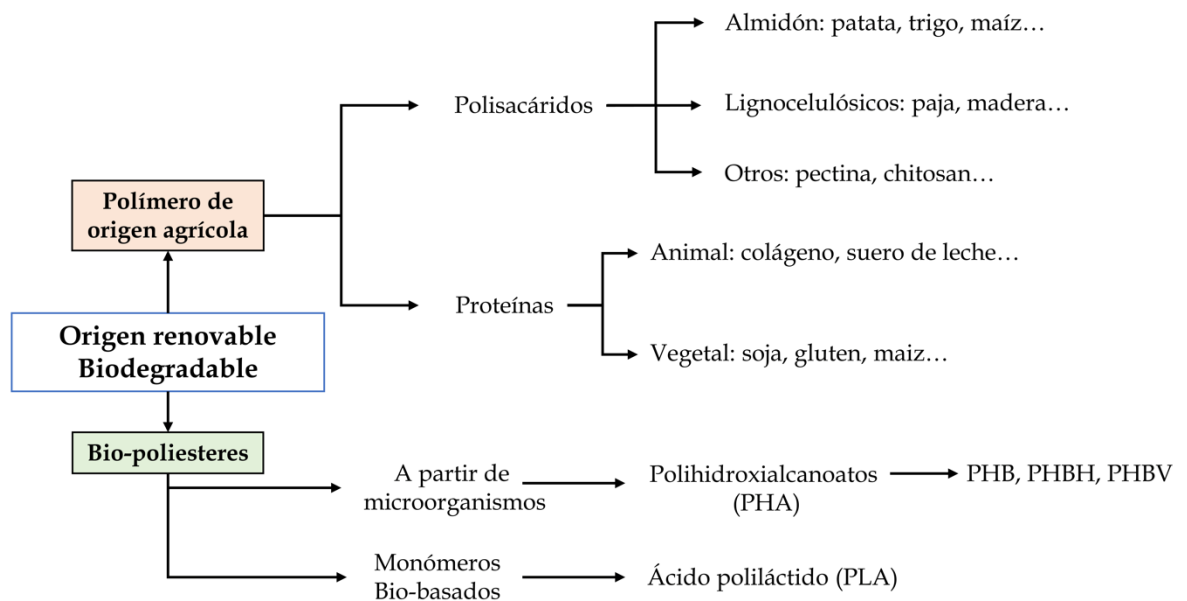 Almidón: patata, trigo, maíz…
Polisacáridos
Lignocelulósicos: paja, madera…
Otros: pectina, chitosan…
Polímero de
origen agrícola
Animal: colágeno, suero de leche…
Proteínas
Origen renovable
Biodegradable
Vegetal: soja, gluten, maiz…
Bio-poliesteres
A partir de
microorganismos
Polihidroxialcanoatos
(PHA)
PHB, PHBH, PHBV
Monómeros
Bio-basados
Ácido poliláctido (PLA)